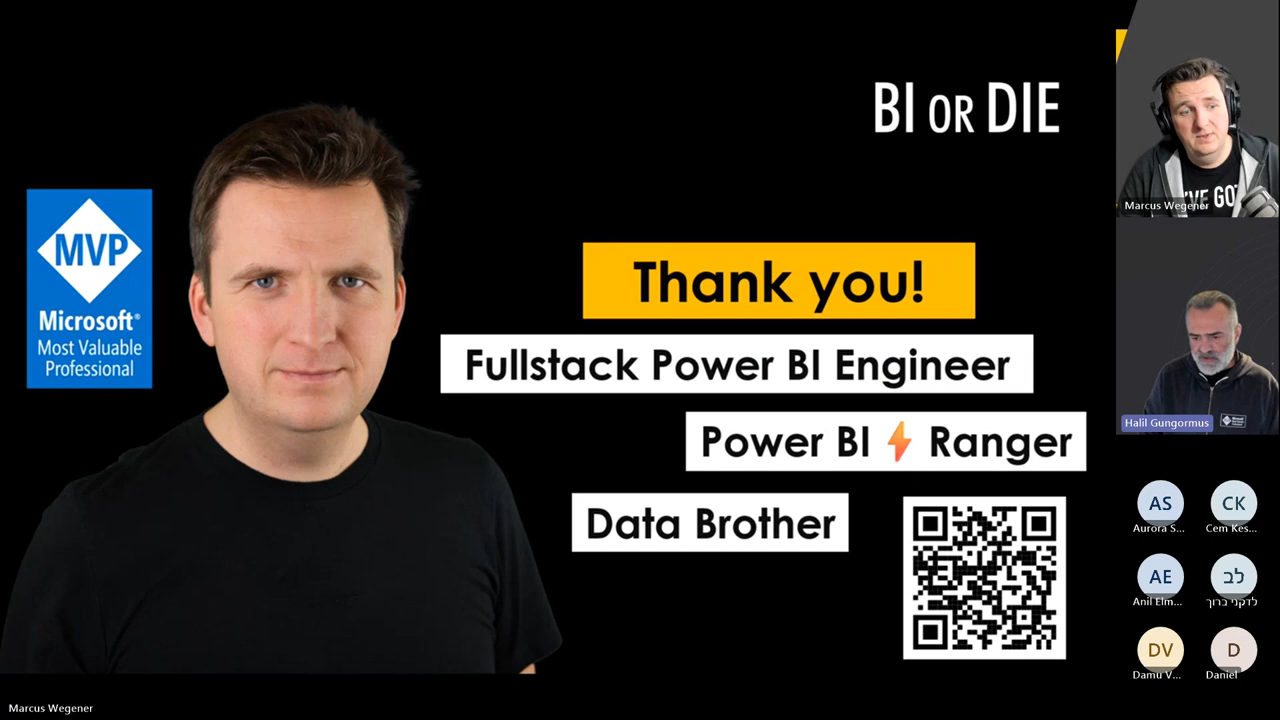 BI OR DIE
MVP
Microsoft®
Most Valuable
Professional
Thank you!
Fullstack Power BI Engineer
Power BI ⚡ Ranger
Data Brother
Marcus Wegener
I'VE GOT
Marcus Wegener
Halil Gungormus
AS
Aurora S...
CK
Cem Kes...
AE
Anil Elm...
לב
לדקני ברוך
DV
Damu V...
D
Daniel